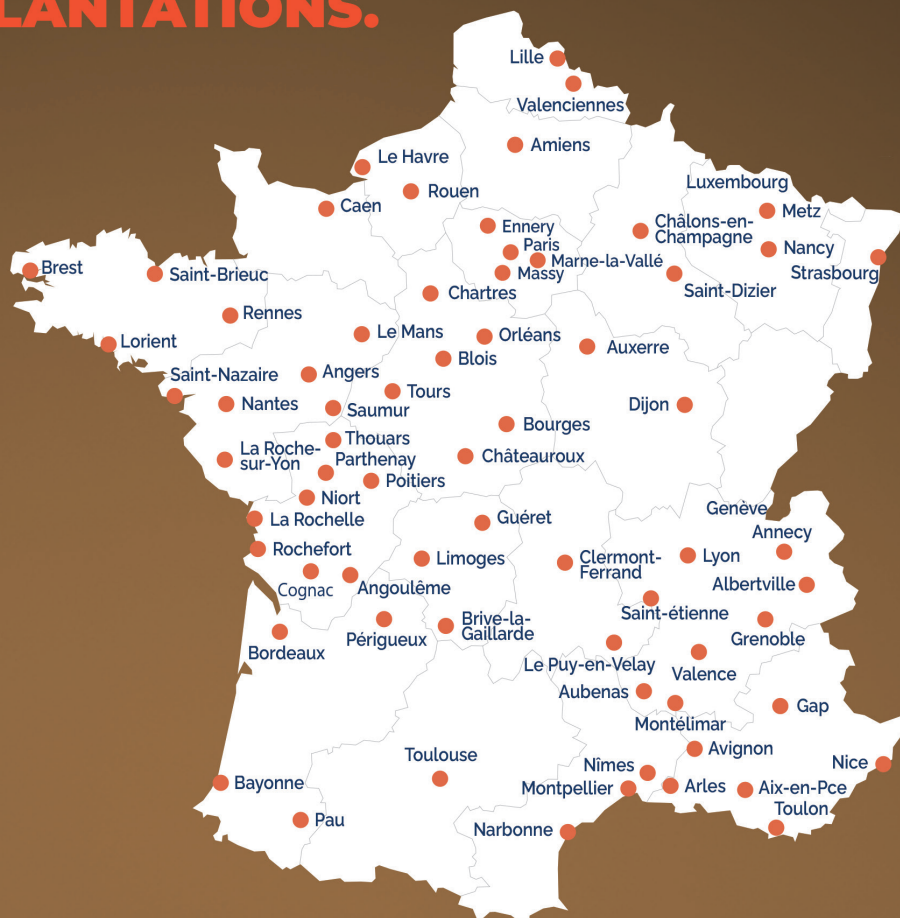 LANTATIONS.
Lille
Valenciennes
Amiens
Le Havre
Rouen
Caen
Luxembourg
Metz
Châlons-en-
Champagne
Nancy
Strasbourg
Saint-Dizier
Ennery
Paris
Marne-la-Vallé
Massy
Chartres
Brest
Saint-Brieuc
Rennes
Lorient
Le Mans
Orléans
Blois
Auxerre
Saint-Nazaire
Angers
Tours
Nantes
Saumur
Dijon
Bourges
Thouars
La Roche-
sur-Yon
Parthenay
Châteauroux
Poitiers
Niort
La Rochelle
Guéret
Genève
Annecy
Rochefort
Limoges
Clermont-
Ferrand
Lyon
Cognac
Angoulême
Albertville
Saint-étienne
Périgueux
Brive-la-
Gaillarde
Grenoble
Bordeaux
Le Puy-en-Velay
Valence
Aubenas
Gap
Montélimar
Avignon
Toulouse
Nîmes
Nice
Bayonne
Montpellier
Arles
Aix-en-Pce
Toulon
Pau
Narbonne